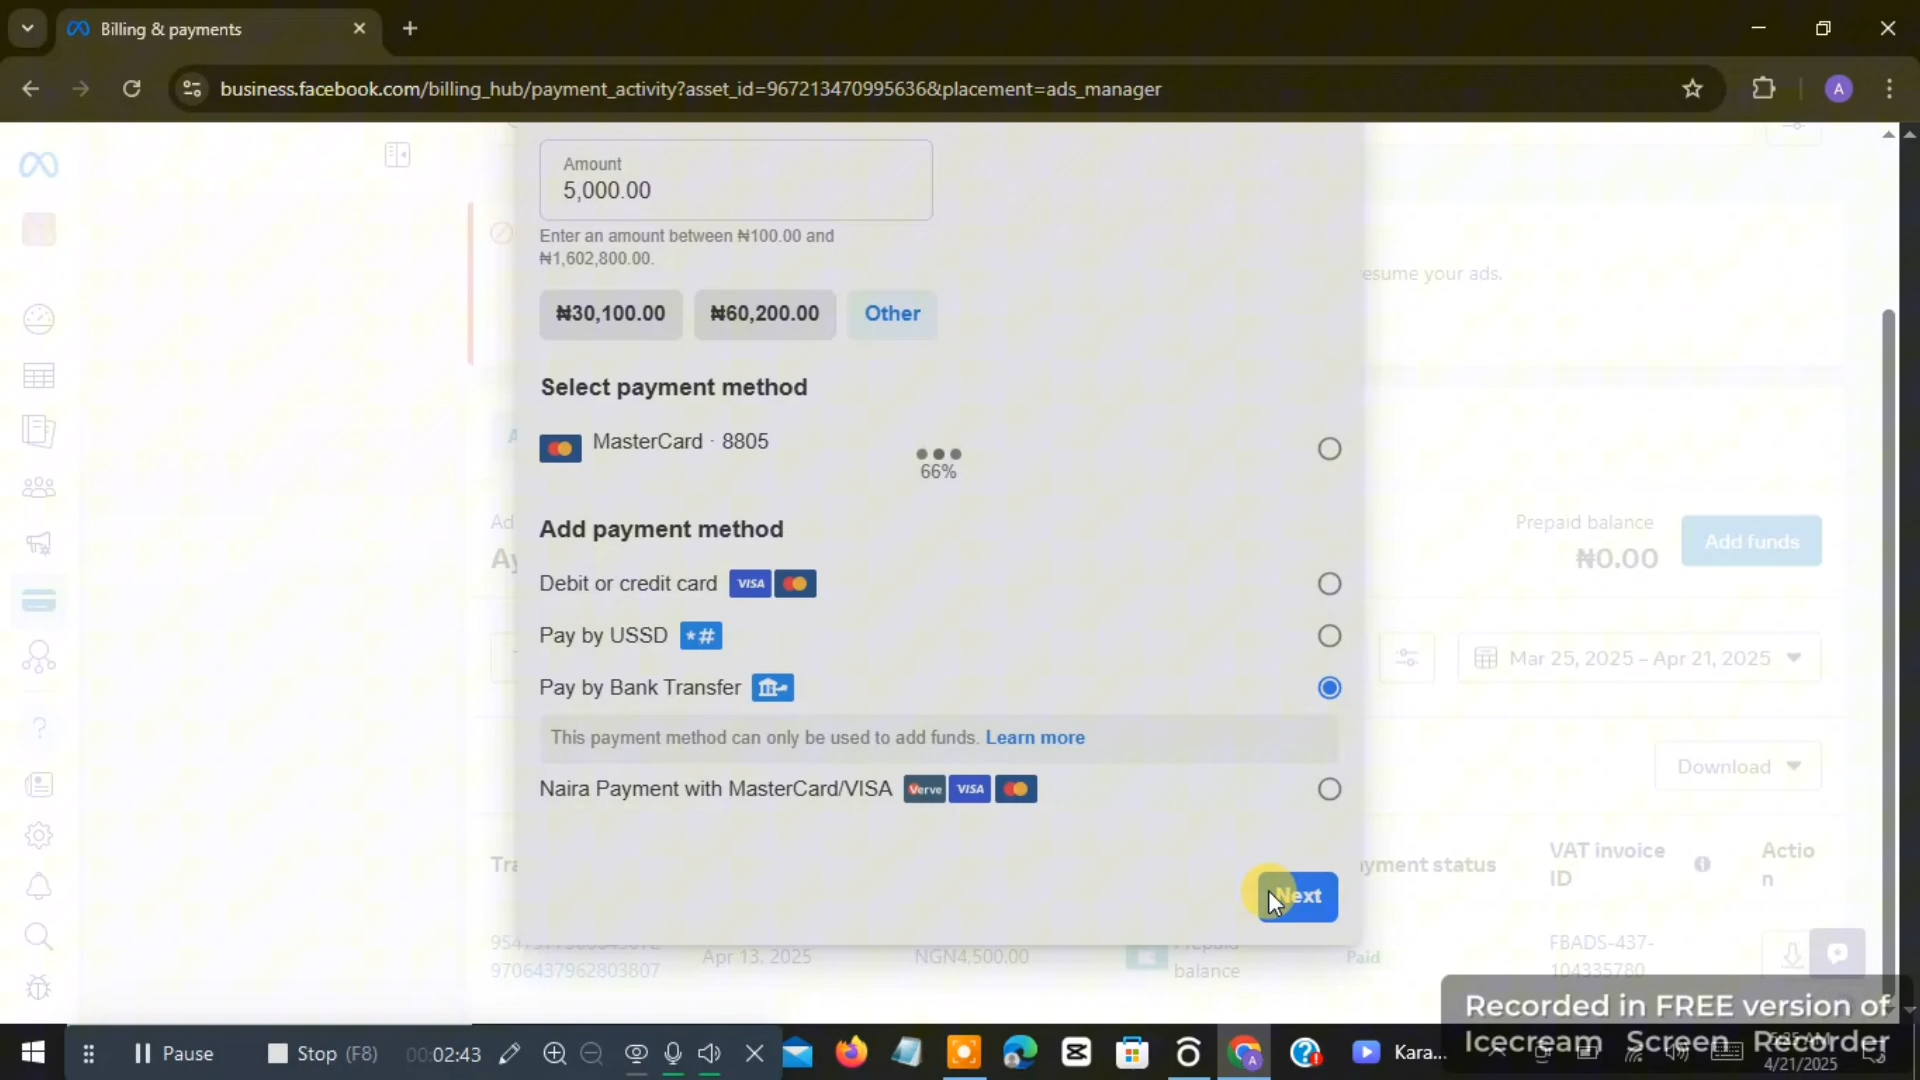 Billing & payments
business.facebook.com/billing_hub/payment_activity?asset_id=967213470995636&placement=ads_manager
A
Amount
5,000.00
Enter an amount between ₦100.00 and
₦1,602,800.00.
esume your ads.
₦30,100.00 ₦60,200.00 Other
Select payment method
MasterCard · 8805
66%
Add payment method
Ad
Ay
Prepaid balance
₦0.00
Add funds
Debit or credit card VISA
Pay by USSD *#
Mar 25, 2025 – Apr 21, 2025
Pay by Bank Transfer
This payment method can only be used to add funds. Learn more
Download
Naira Payment with MasterCard/VISA Verve VISA
Next
Tra
yment status
VAT invoice
ID
Actio
n
9706437962803807
Apr 13, 2025
NGN4,500.00
Prepaid
balance
Paid
FBADS-437-
104335780
Recorded in FREE version of
Icecream Screen Recorder
Pause
Stop (F8)
00:02:43
Kara...
4/21/2025